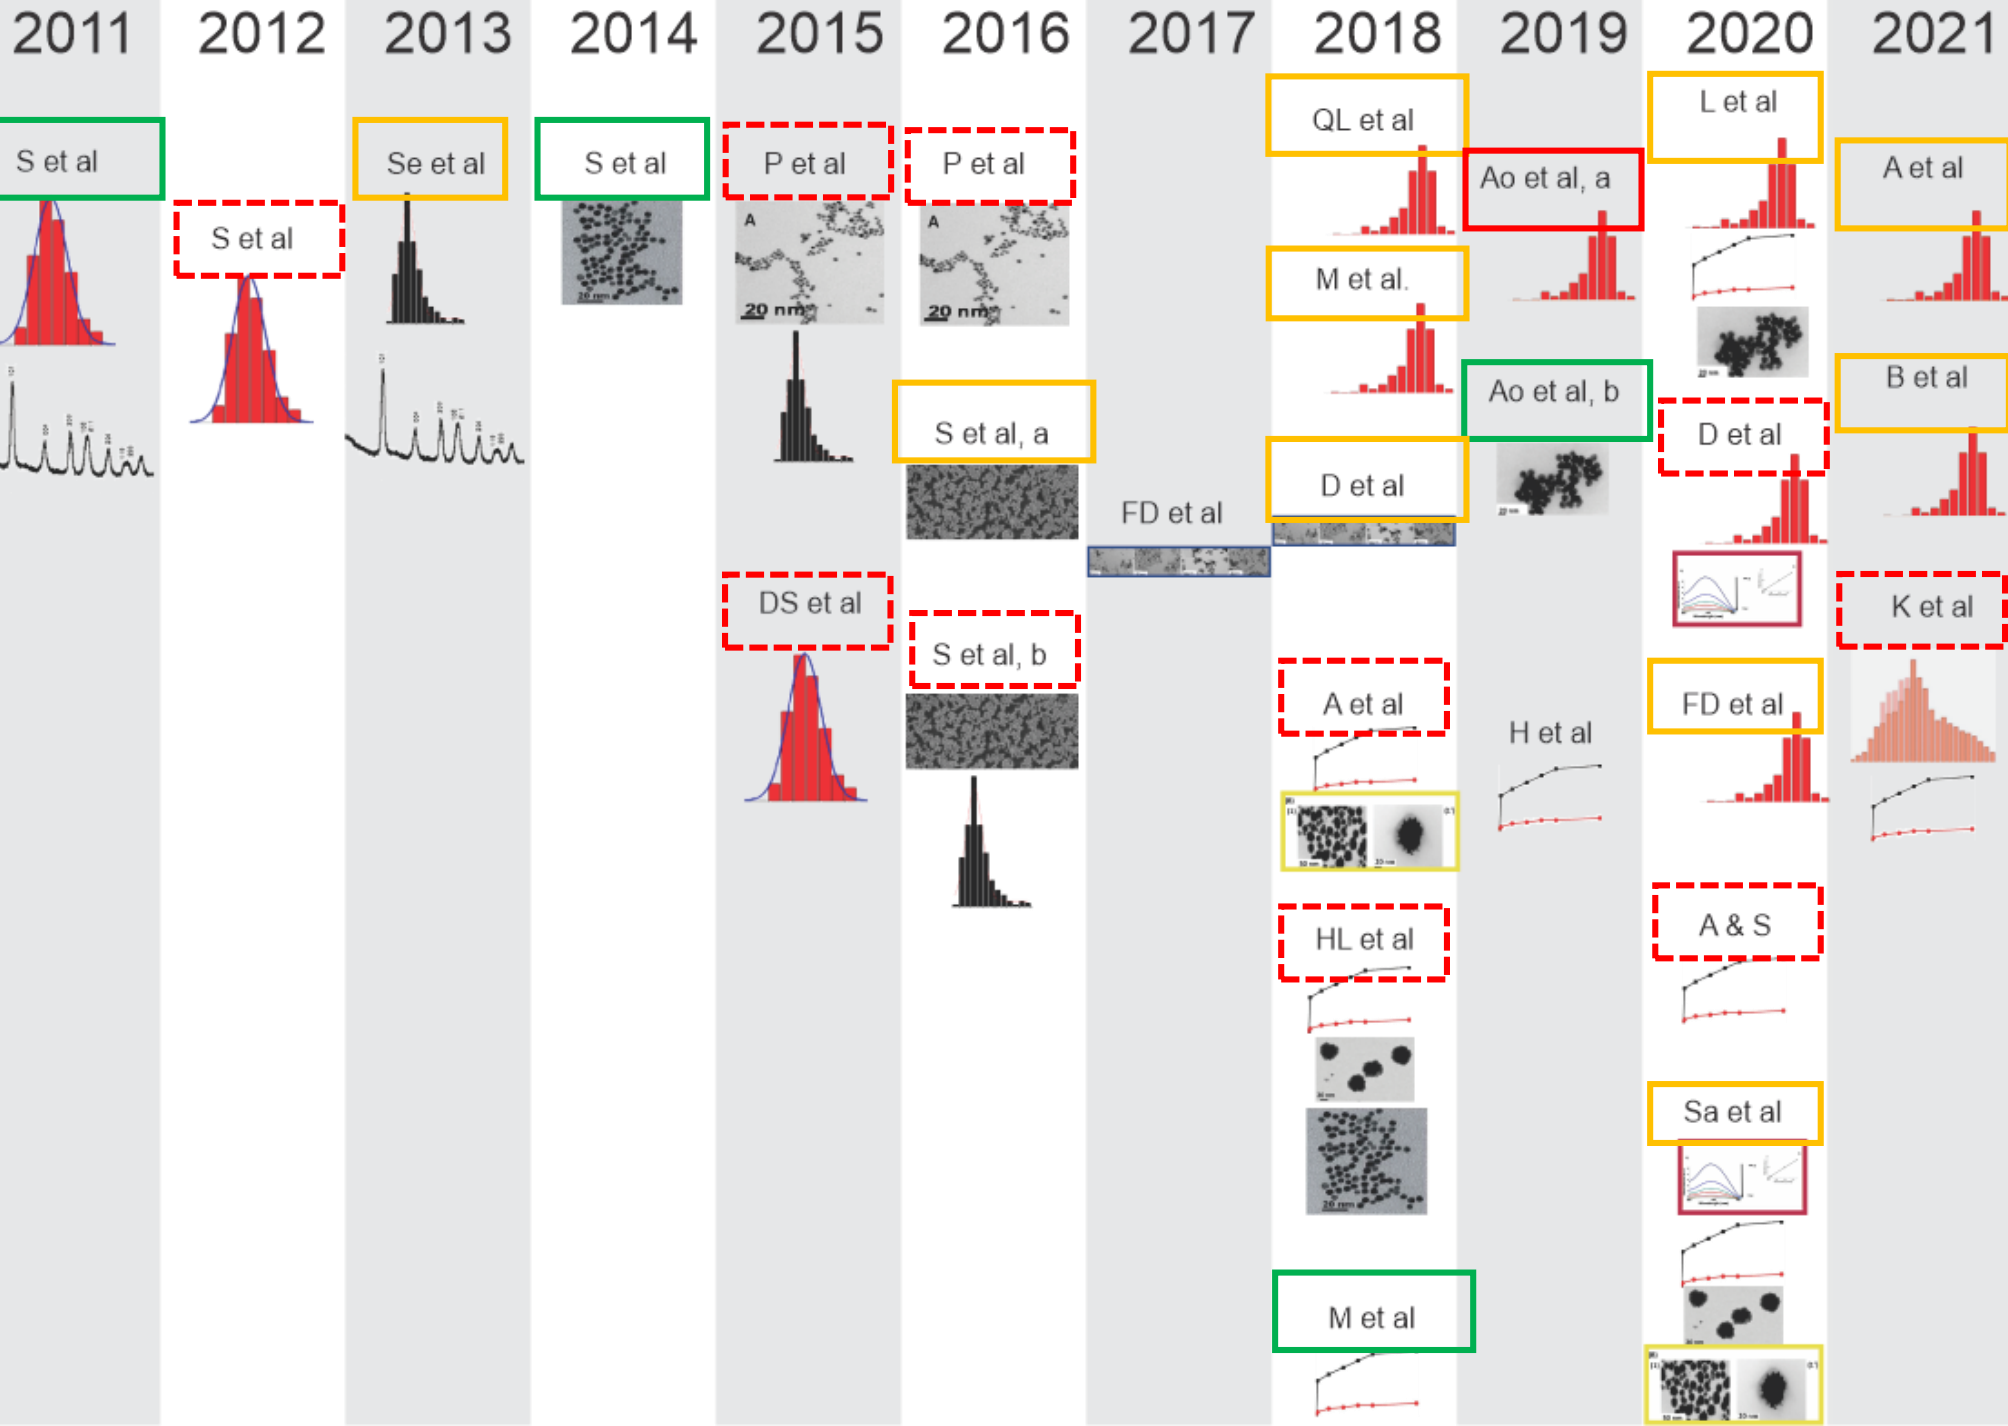 2011 2012 2013 2014 2015 2016 2017 2018 2019 2020 2021
S et al
S et al
Se et al
S et al
P et al
A
20 nm
DS et al
P et al
A
20 nm
S et al, a
S et al, b
FD et al
QL et al
M et al.
D et al
A et al
HL et al
20 nm
M et al
Ao et al, a
Ao et al, b
H et al
L et al
D et al
FD et al
A & S
Sa et al
A et al
B et al
K et al